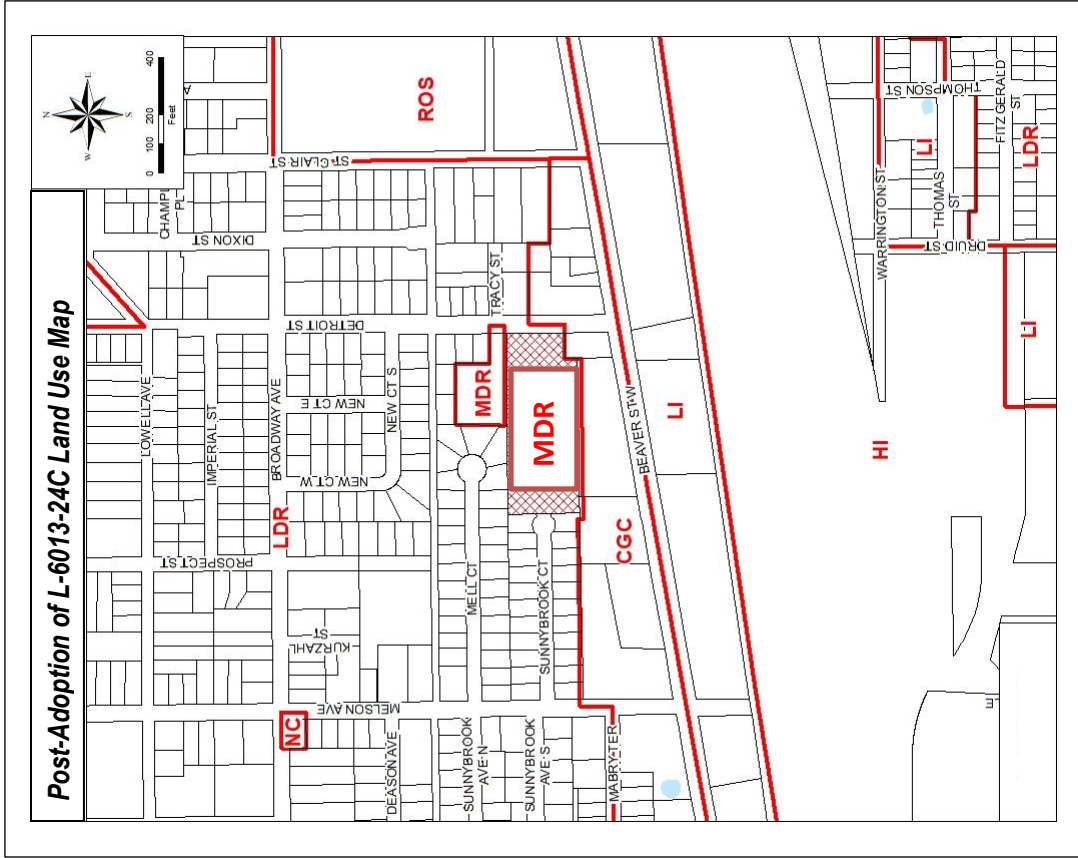 Post-Adoption of L-6013-24C Land Use Map
N
W
E
S
0
100
200
400
Feet
A
CHAMPL
PL
DIXON ST
ST CLAIR ST
ROS
LOWELL AVE
IMPERIAL ST
BROADWAY AVE
DETROIT ST
TRACY ST
NEW CT E
NEW CT S
NEW CT W
PROSPECT ST
LDR
KURZAHL
ST
MELSON AVE
NC
DEASON AVE
MELL CT
MDR
MDR
SUNNYBROOK CT
SUNNYBROOK
AVE N
SUNNYBROOK
AVE S
MABRY TER
CGC
BEAVER ST W
LI
HI
WARRINGTON ST
THOMPSON ST
LI
THOMAS
ST
FITZGERALD
ST
LDR
DRUID ST
LI